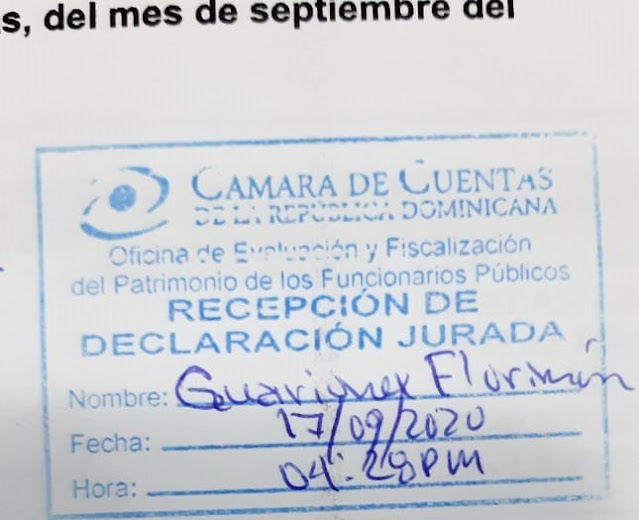 s, del mes de septiembre del
CAMARA DE CUENTAS
DE LA REPÚBLICA DOMINICANA
Oficina de Evaluación y Fiscalización
del Patrimonio de los Funcionarios Públicos
RECEPCIÓN DE
DECLARACIÓN JURADA
Nombre: Guarionex Florimón
Fecha: 17/09/2020
Hora: 04:28pm